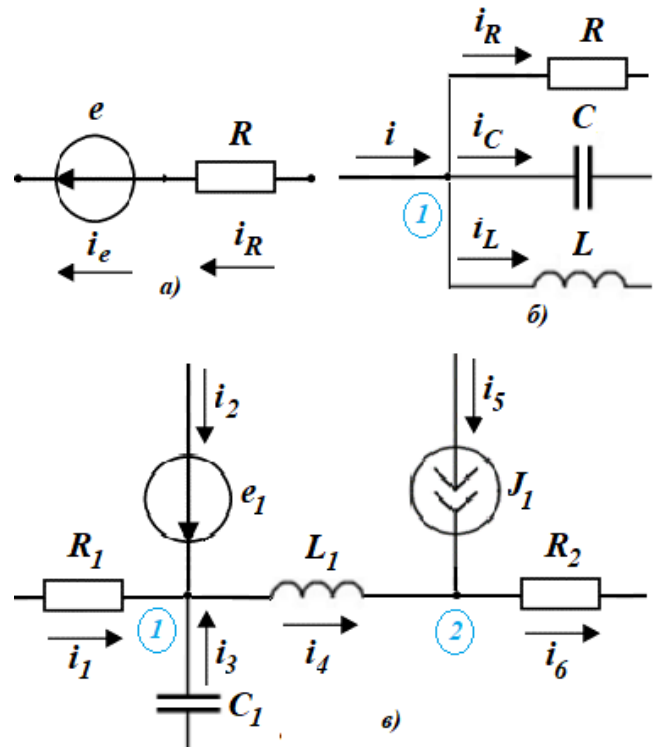 e R
i_e i_R
а)
i_R R
i i_C C
1
i_L L
б)
i_2 i_5
e_1 J_1
R_1 L_1 R_2
1 2
i_1 i_3 i_4 i_6
C_1
в)